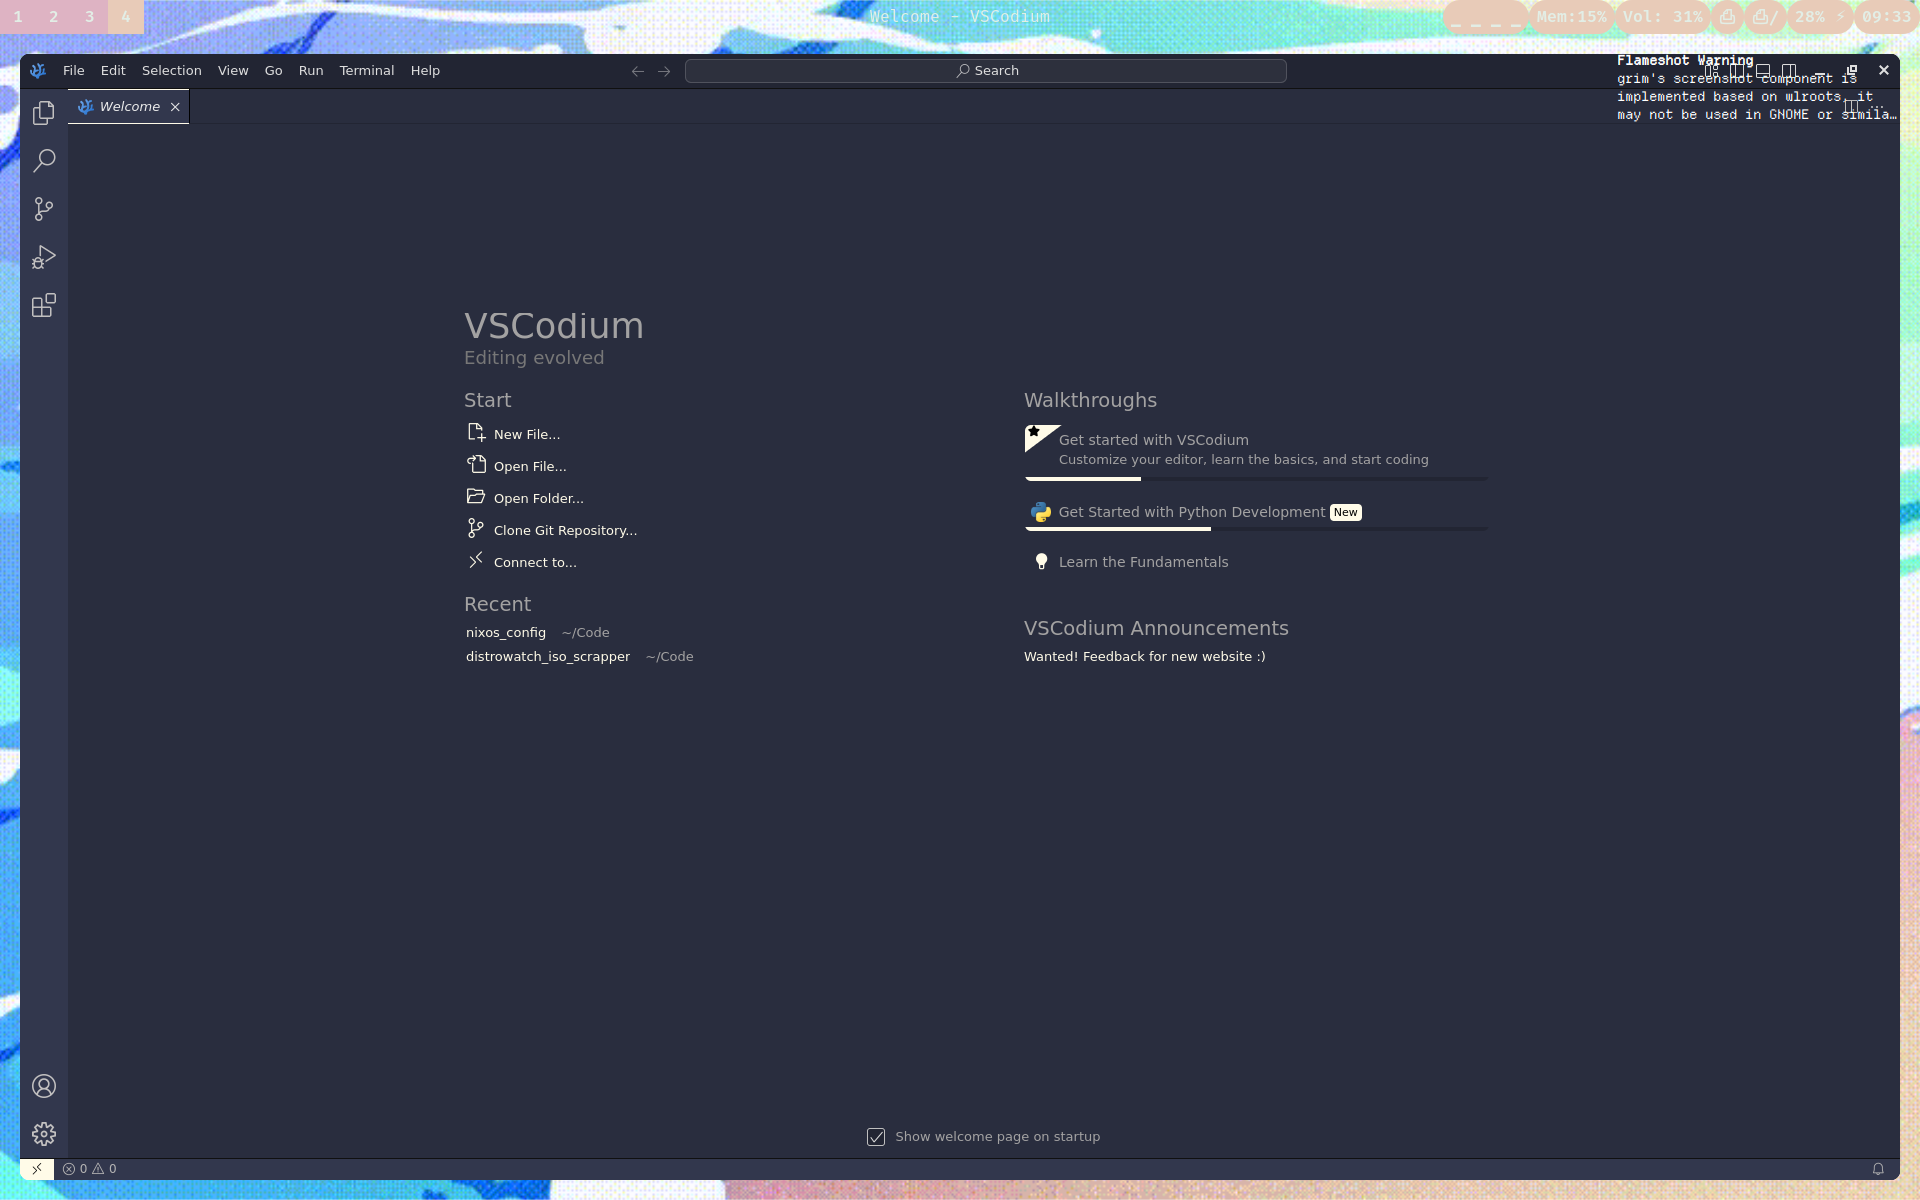 1 2 3 4
Welcome - VSCodium
_ _ _ _ Mem:15% Vol: 31% / 28% 09:33
File Edit Selection View Go Run Terminal Help
Search
Flameshot Warning
grim's screenshot component is
implemented based on wlroots, it
may not be used in GNOME or simila…
Welcome
VSCodium
Editing evolved
Start
New File...
Open File...
Open Folder...
Clone Git Repository...
Connect to...
Recent
nixos_config ~/Code
distrowatch_iso_scrapper ~/Code
Walkthroughs
Get started with VSCodium
Customize your editor, learn the basics, and start coding
Get Started with Python Development New
Learn the Fundamentals
VSCodium Announcements
Wanted! Feedback for new website :)
Show welcome page on startup
0 0